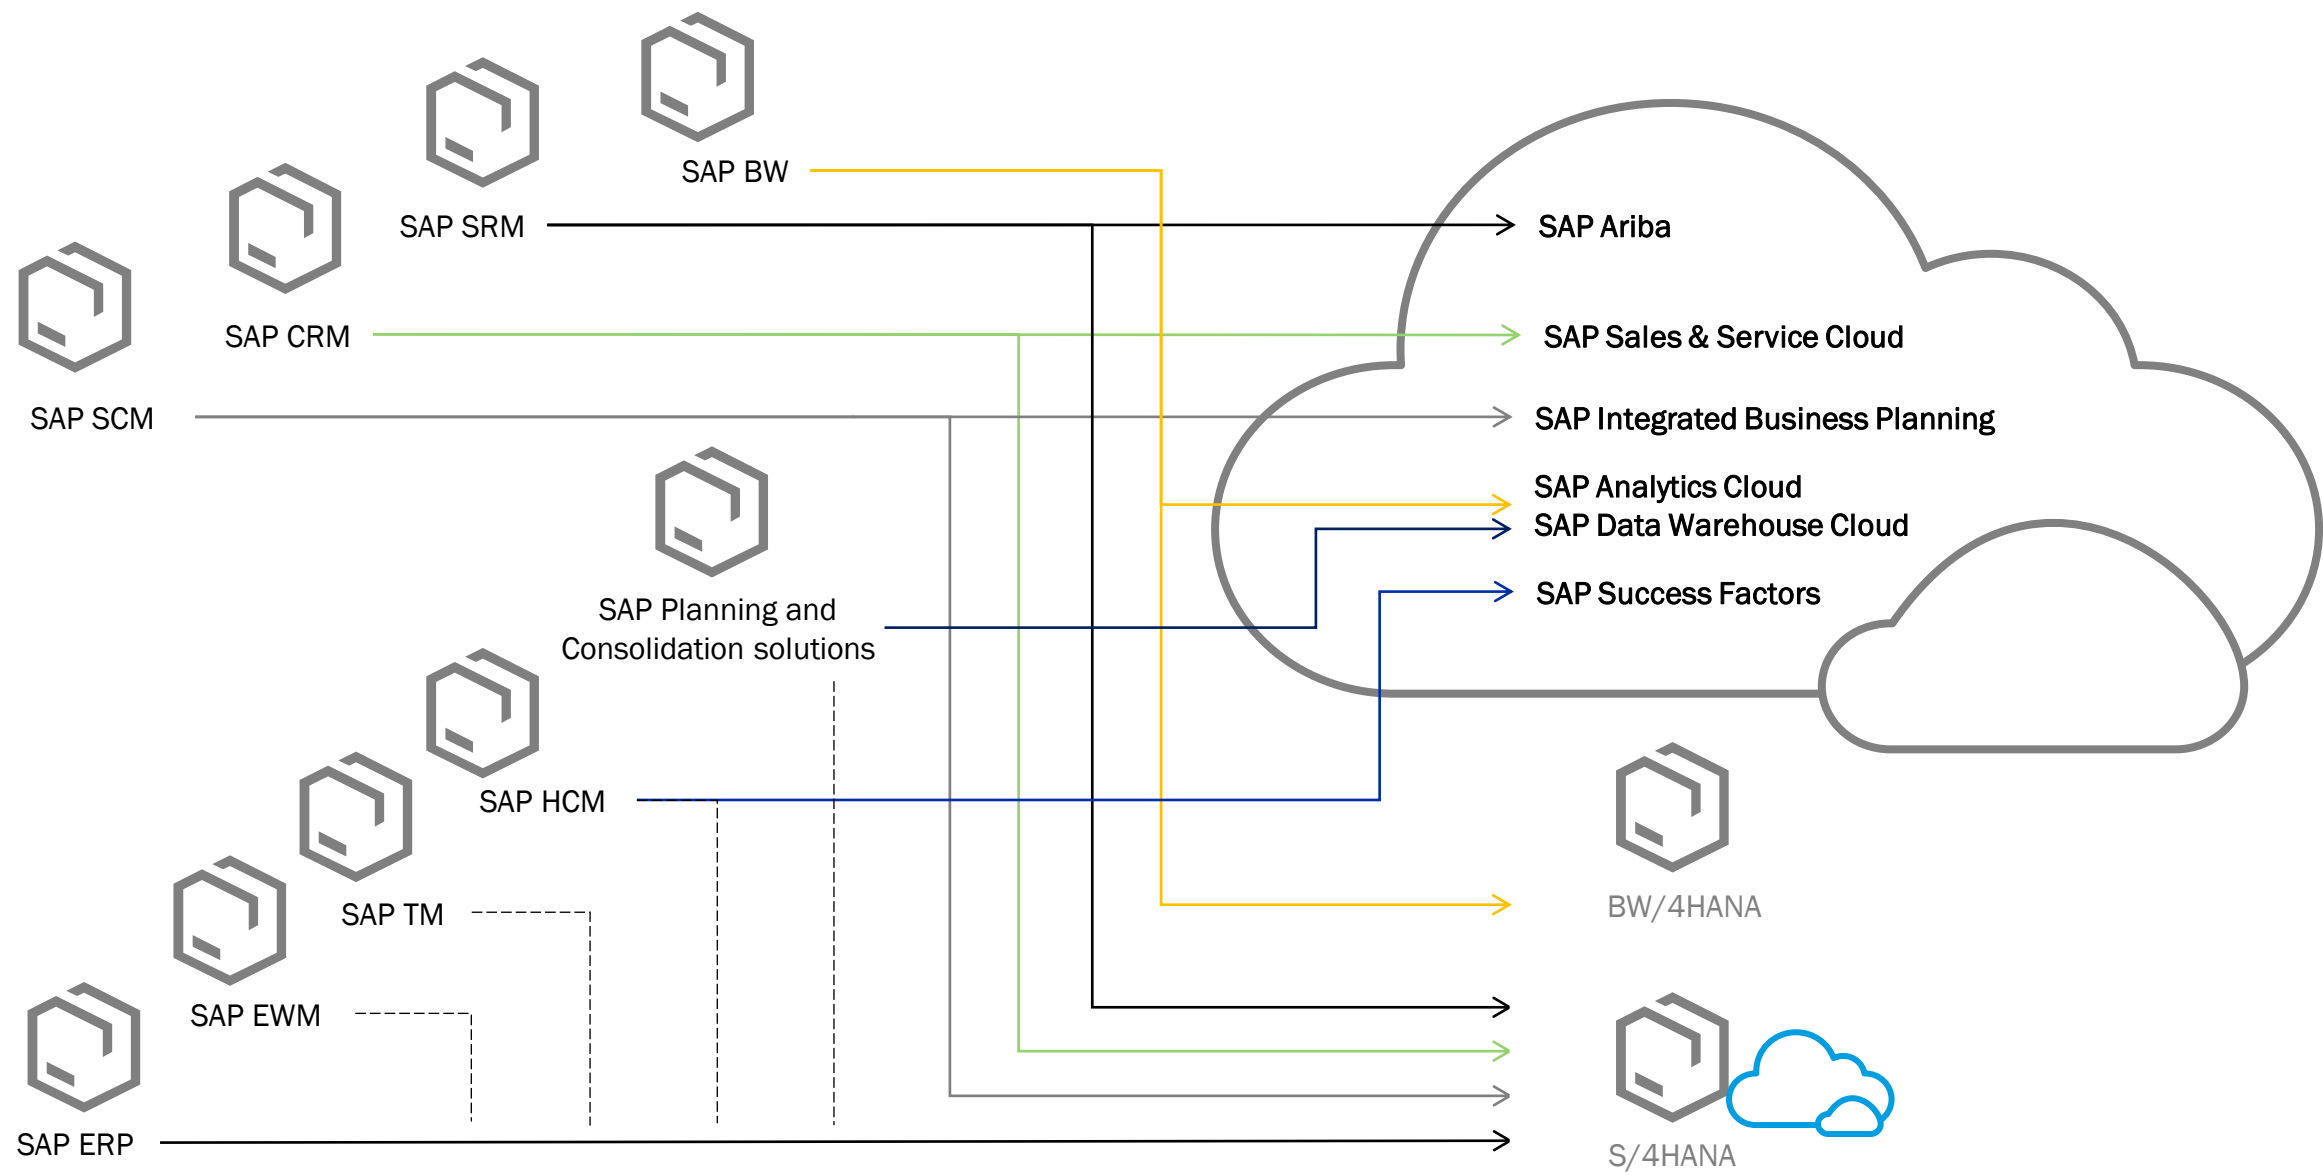 SAP BW
SAP SRM
SAP Ariba
SAP CRM
SAP Sales & Service Cloud
SAP SCM
SAP Integrated Business Planning
SAP Analytics Cloud
SAP Data Warehouse Cloud
SAP Success Factors
SAP Planning and
Consolidation solutions
SAP HCM
SAP TM
BW/4HANA
SAP EWM
SAP ERP
S/4HANA